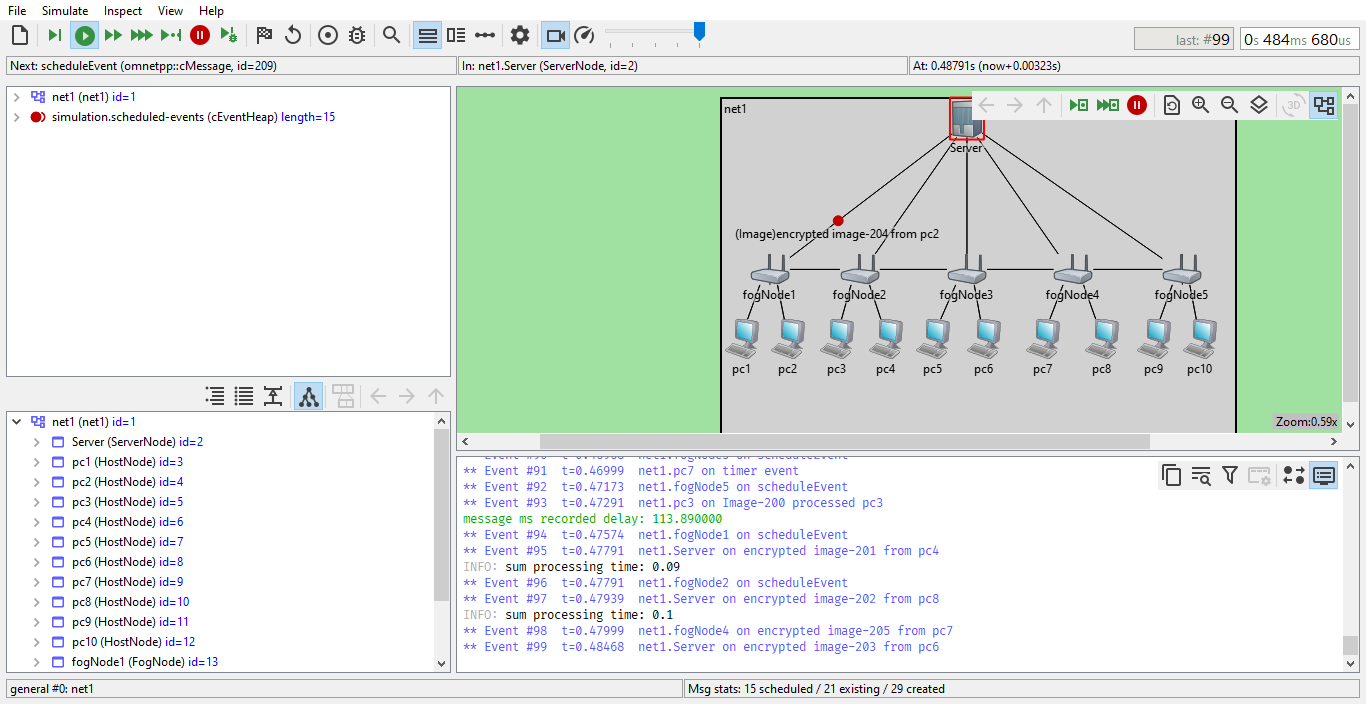 File Simulate Inspect View Help
last: #99 0s 484ms 680us
Next: scheduleEvent (omnetpp::cMessage, id=209) In: net1.Server (ServerNode, id=2) At: 0.48791s (now+0.00323s)
net1 (net1) id=1
simulation.scheduled-events (cEventHeap) length=15
net1
3D
Server
(Image)encrypted image-204 from pc2
fogNode1 fogNode2 fogNode3 fogNode4 fogNode5
pc1 pc2 pc3 pc4 pc5 pc6 pc7 pc8 pc9 pc10
Zoom:0.59x
net1 (net1) id=1
Server (ServerNode) id=2
pc1 (HostNode) id=3
pc2 (HostNode) id=4
pc3 (HostNode) id=5
pc4 (HostNode) id=6
pc5 (HostNode) id=7
pc6 (HostNode) id=8
pc7 (HostNode) id=9
pc8 (HostNode) id=10
pc9 (HostNode) id=11
pc10 (HostNode) id=12
fogNode1 (FogNode) id=13
** Event #91 t=0.46999 net1.pc7 on timer event
** Event #92 t=0.47173 net1.fogNode5 on scheduleEvent
** Event #93 t=0.47291 net1.pc3 on Image-200 processed pc3
message ms recorded delay: 113.890000
** Event #94 t=0.47574 net1.fogNode1 on scheduleEvent
** Event #95 t=0.47791 net1.Server on encrypted image-201 from pc4
INFO: sum processing time: 0.09
** Event #96 t=0.47791 net1.fogNode2 on scheduleEvent
** Event #97 t=0.47939 net1.Server on encrypted image-202 from pc8
INFO: sum processing time: 0.1
** Event #98 t=0.47999 net1.fogNode4 on encrypted image-205 from pc7
** Event #99 t=0.48468 net1.Server on encrypted image-203 from pc6
general #0: net1 Msg stats: 15 scheduled / 21 existing / 29 created